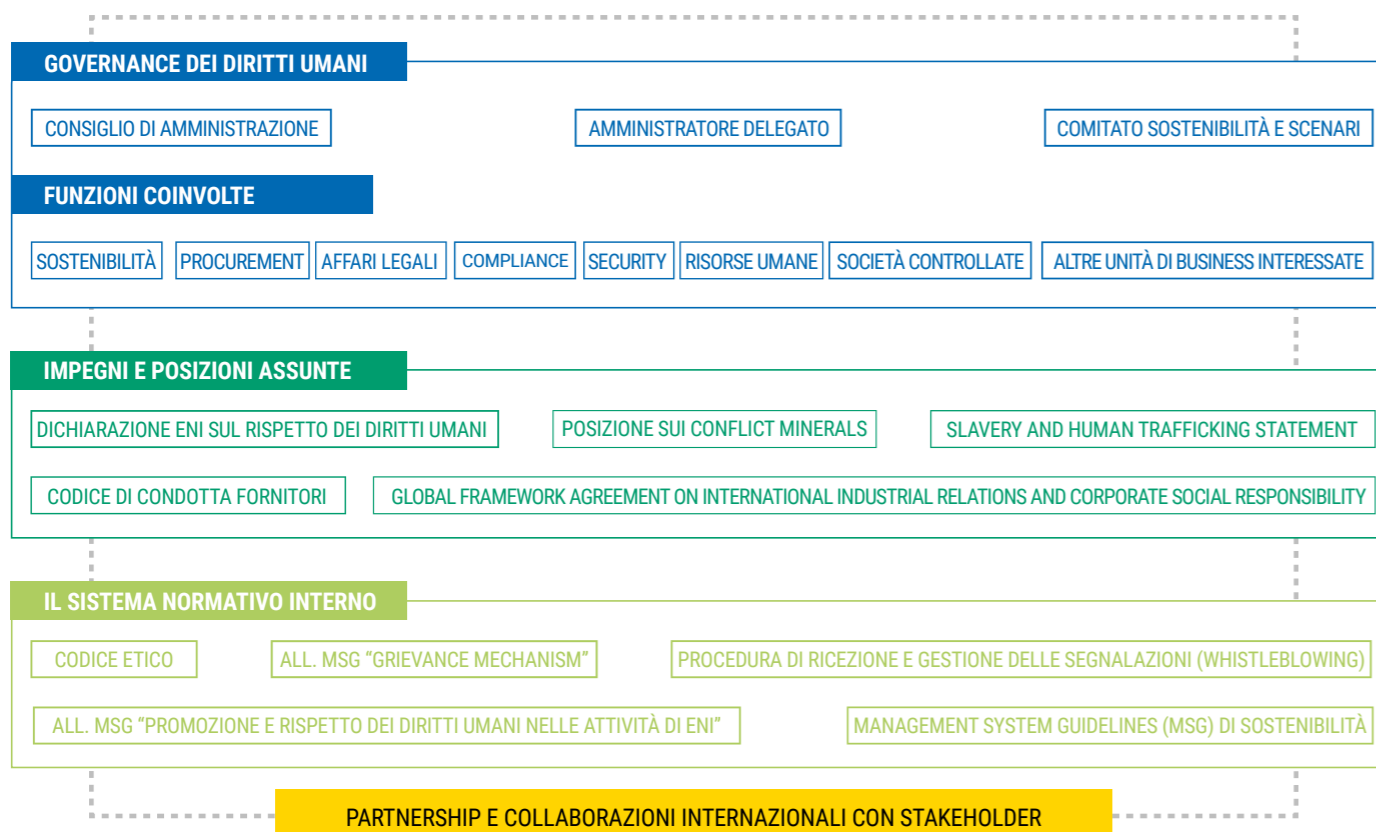 GOVERNANCE DEI DIRITTI UMANI
CONSIGLIO DI AMMINISTRAZIONE
AMMINISTRATORE DELEGATO
COMITATO SOSTENIBILITÀ E SCENARI
FUNZIONI COINVOLTE
SOSTENIBILITÀ
PROCUREMENT
AFFARI LEGALI
COMPLIANCE
SECURITY
RISORSE UMANE
SOCIETÀ CONTROLLATE
ALTRE UNITÀ DI BUSINESS INTERESSATE
IMPEGNI E POSIZIONI ASSUNTE
DICHIARAZIONE ENI SUL RISPETTO DEI DIRITTI UMANI
POSIZIONE SUI CONFLICT MINERALS
SLAVERY AND HUMAN TRAFFICKING STATEMENT
CODICE DI CONDOTTA FORNITORI
GLOBAL FRAMEWORK AGREEMENT ON INTERNATIONAL INDUSTRIAL RELATIONS AND CORPORATE SOCIAL RESPONSIBILITY
IL SISTEMA NORMATIVO INTERNO
CODICE ETICO
ALL. MSG “GRIEVANCE MECHANISM”
PROCEDURA DI RICEZIONE E GESTIONE DELLE SEGNALAZIONI (WHISTLEBLOWING)
ALL. MSG “PROMOZIONE E RISPETTO DEI DIRITTI UMANI NELLE ATTIVITÀ DI ENI”
MANAGEMENT SYSTEM GUIDELINES (MSG) DI SOSTENIBILITÀ
PARTNERSHIP E COLLABORAZIONI INTERNAZIONALI CON STAKEHOLDER